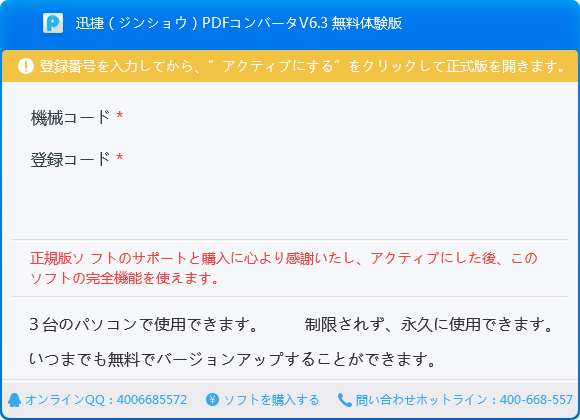 迅捷（ジンショウ）PDFコンバータV6.3 無料体験版
登録番号を入力してから、”アクティブにする”をクリックして正式版を開きます。
機械コード *
登録コード *
正規版ソ フトのサポートと購入に心より感謝いたし、アクティブにした後、この
ソフトの完全機能を使えます。
３台のパソコンで使用できます。　　制限されず、永久に使用できます。
いつまでも無料でバージョンアップすることができます。
オンラインQQ：4006685572 ソフトを購入する 問い合わせホットライン：400-668-557